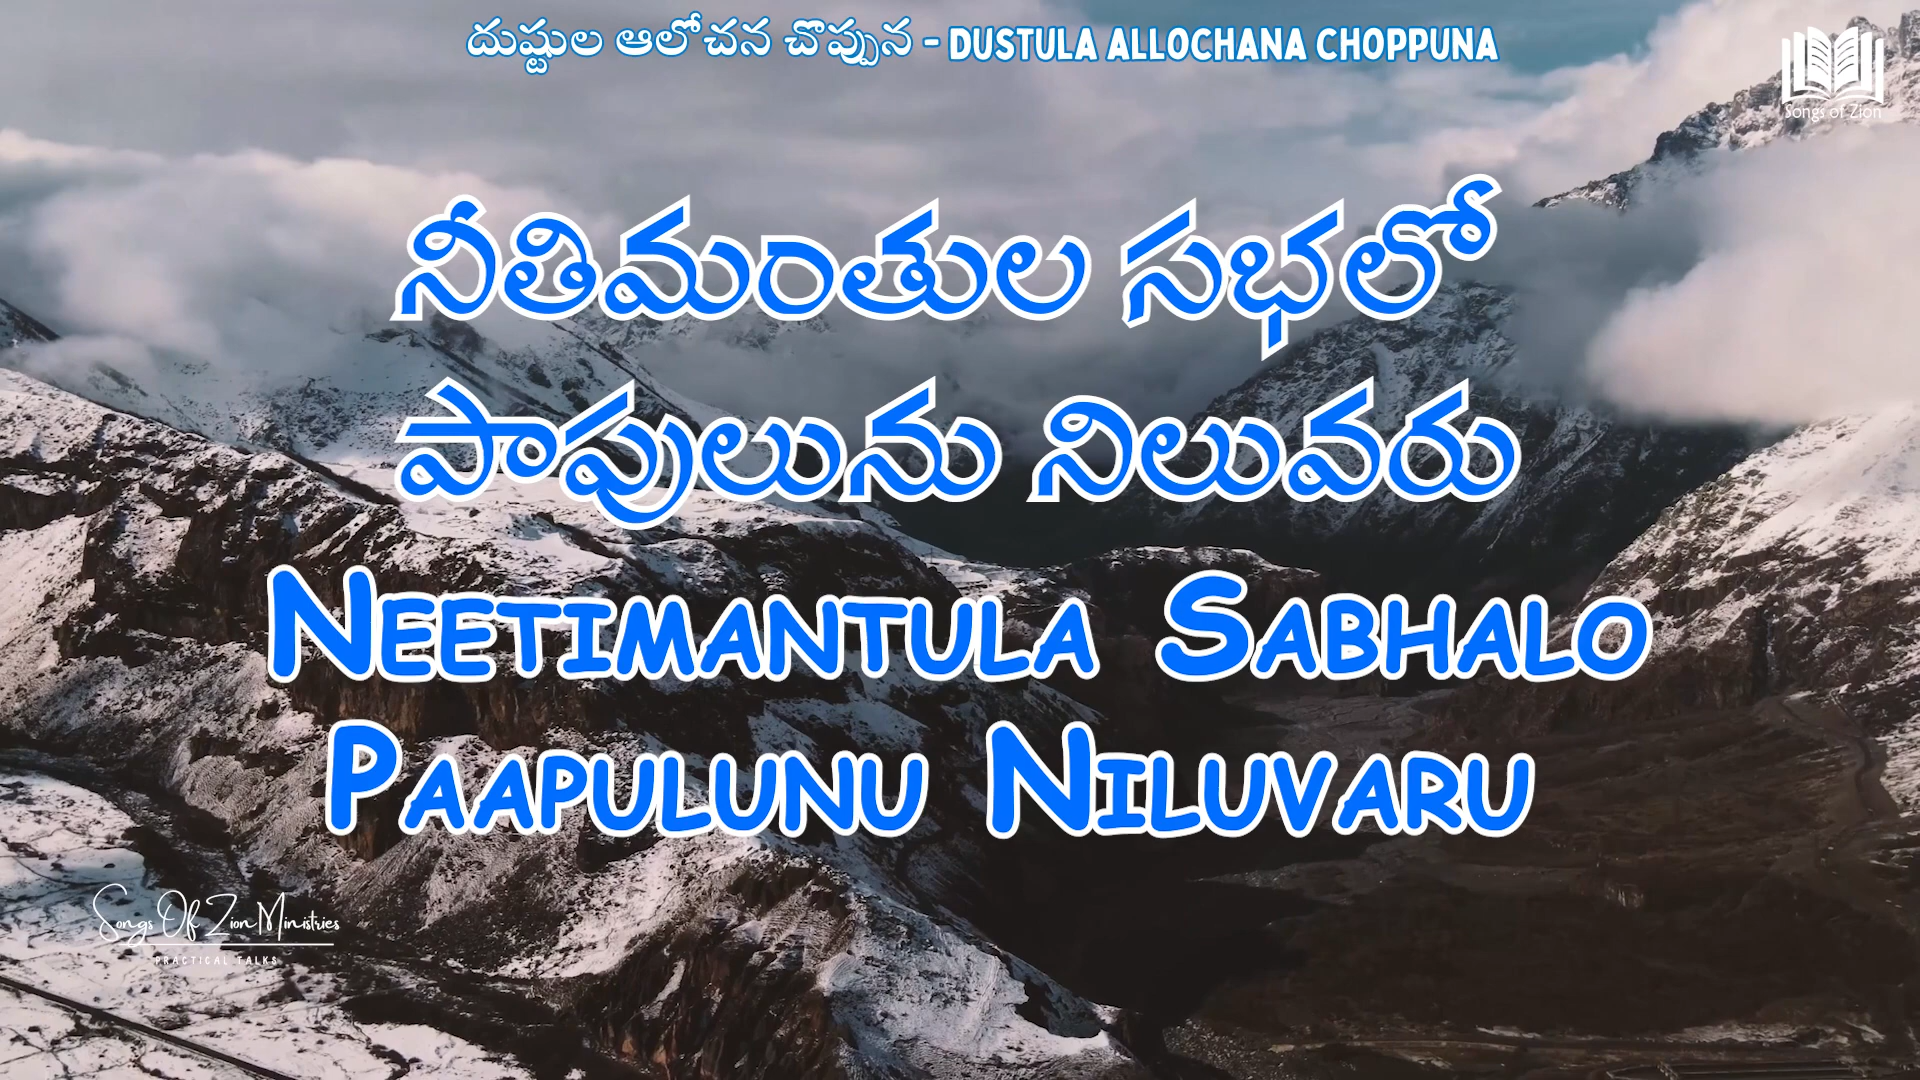 దుష్టుల ఆలోచన చొప్పున - DUSTULA ALLOCHANA CHOPPUNA
Songs of Zion
నీతిమంతుల సభలో
పాపులును నిలువరు
NEETIMANTULA SABHALO
PAAPULUNU NILUVARU
Songs Of Zion Ministries
PRACTICAL TALKS